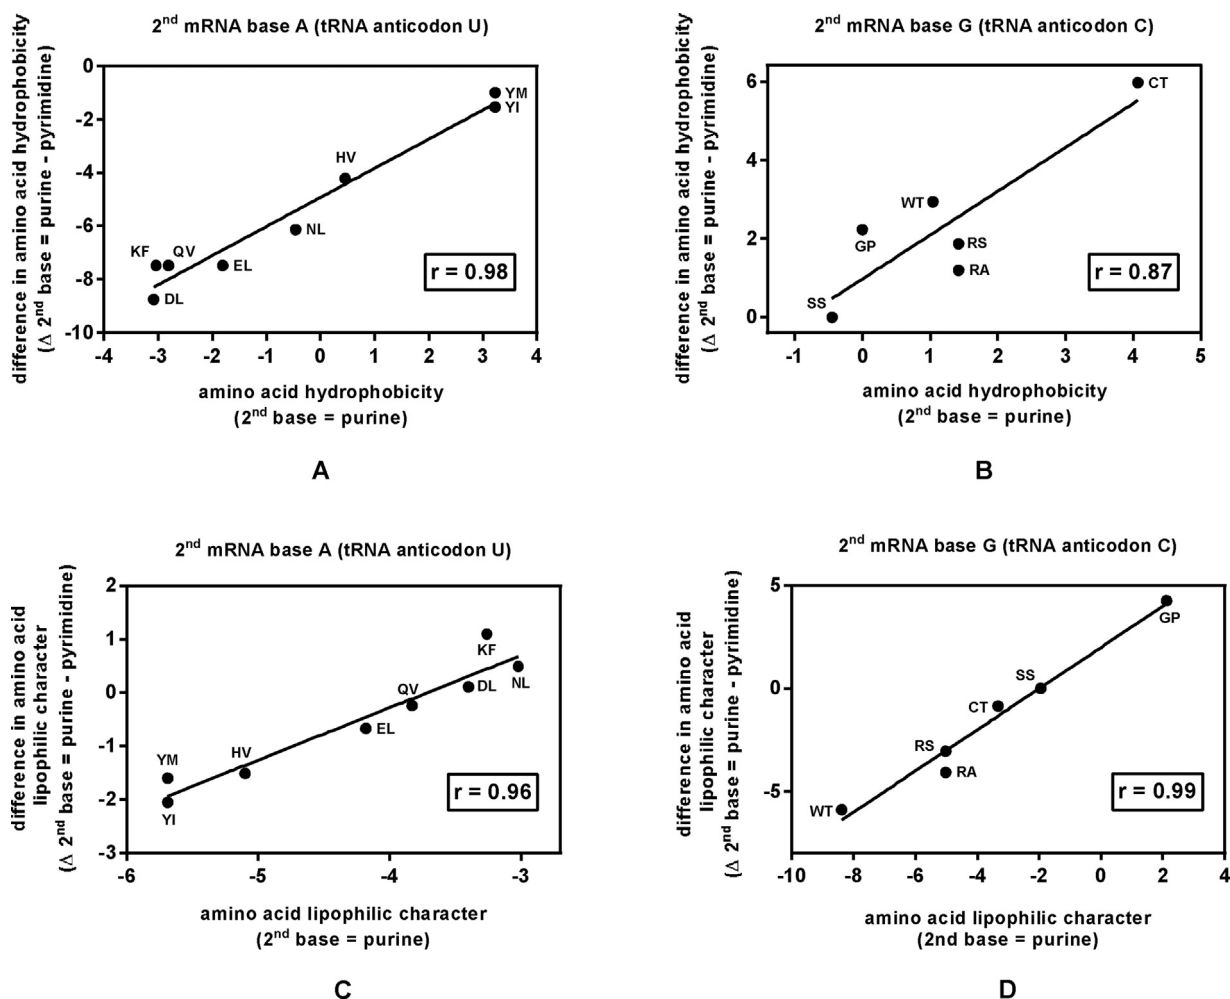 2nd mRNA base A (tRNA anticodon U)
difference in amino acid hydrophobicity
(Δ 2nd base = purine - pyrimidine)
0
-2
-4
-6
-8
-10
YM
YI
HV
NL
KF
QV
EL
DL
r = 0.98
-4
-3
-2
-1
0
1
2
3
4
amino acid hydrophobicity
(2nd base = purine)
A
2nd mRNA base G (tRNA anticodon C)
difference in amino acid hydrophobicity
(Δ 2nd base = purine - pyrimidine)
6
4
2
0
CT
WT
GP
RS
RA
SS
r = 0.87
-1
0
1
2
3
4
5
amino acid hydrophobicity
(2nd base = purine)
B
2nd mRNA base A (tRNA anticodon U)
difference in amino acid
lipophilic character
(Δ 2nd base = purine - pyrimidine)
2
1
0
-1
-2
-3
KF
NL
DL
QV
EL
HV
YM
YI
r = 0.96
-6
-5
-4
-3
amino acid lipophilic character
(2nd base = purine)
C
2nd mRNA base G (tRNA anticodon C)
difference in amino acid
lipophilic character
(Δ 2nd base = purine - pyrimidine)
5
0
-5
GP
SS
CT
RS
RA
WT
r = 0.99
-10
-8
-6
-4
-2
0
2
4
amino acid lipophilic character
(2nd base = purine)
D